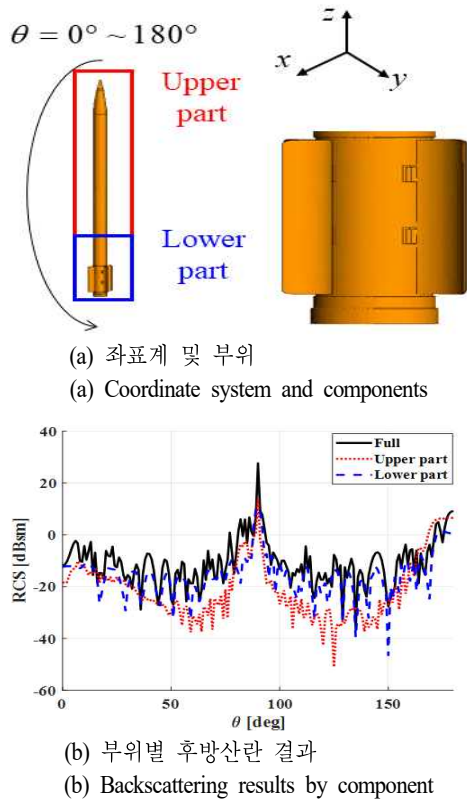 θ = 0° ~ 180°
Upper
part
Lower
part
z
x
y
(a) 좌표계 및 부위
(a) Coordinate system and components
40
20
0
-20
-40
-60
RCS [dBsm]
Full
Upper part
Lower part
0
50
100
150
θ [deg]
(b) 부위별 후방산란 결과
(b) Backscattering results by component